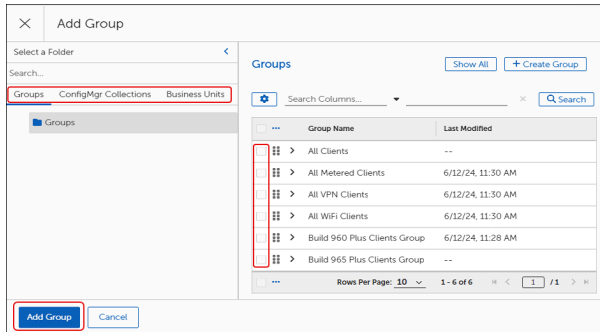 Add Group
Select a Folder
Search...
Groups ConfigMgr Collections Business Units
Groups
Groups
Show All + Create Group
Search Columns... Search
Group Name Last Modified
All Clients --
All Metered Clients 6/12/24, 11:30 AM
All VPN Clients 6/12/24, 11:30 AM
All WiFi Clients 6/12/24, 11:30 AM
Build 960 Plus Clients Group 6/12/24, 11:28 AM
Build 965 Plus Clients Group --
Rows Per Page: 10 1 - 6 of 6 1 / 1
Add Group Cancel